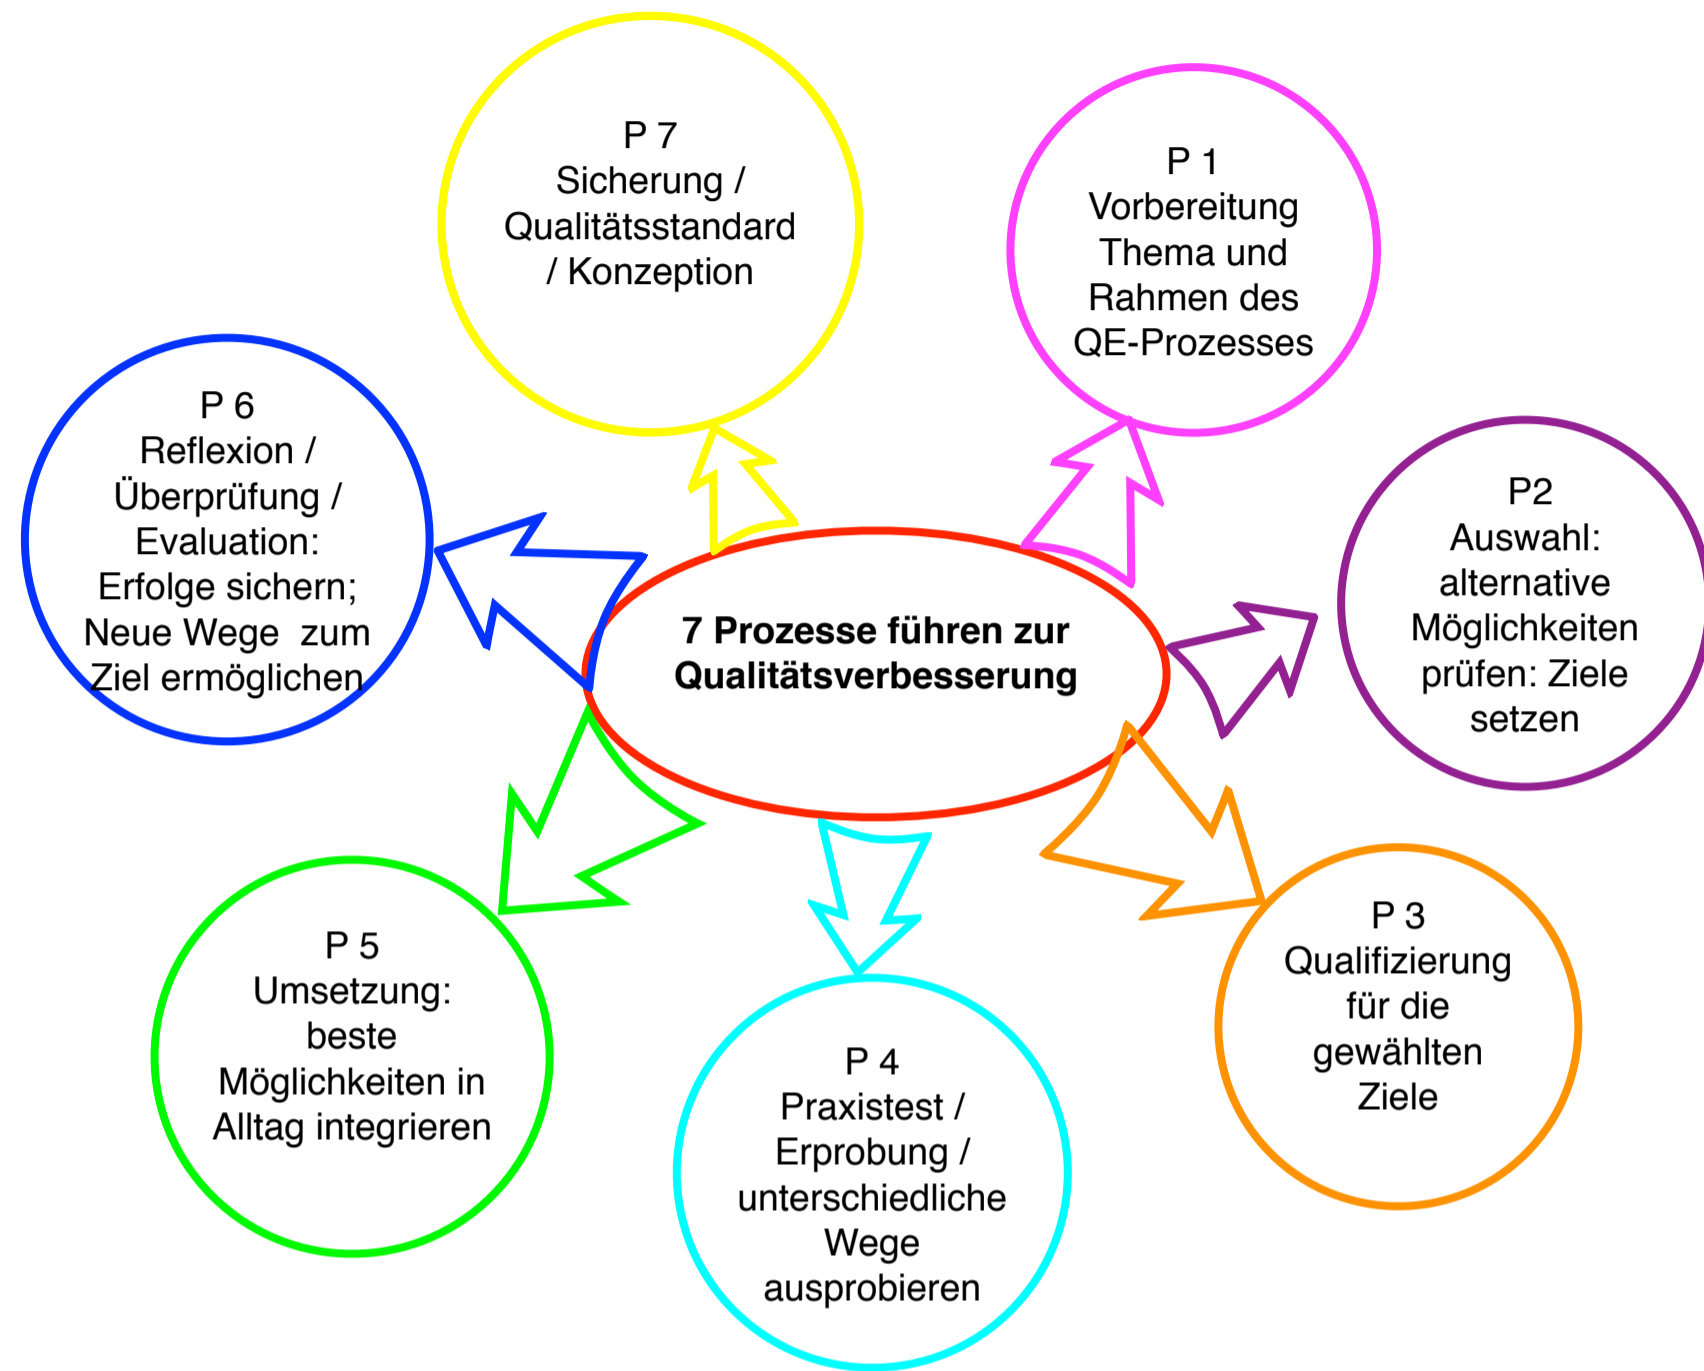 7 Prozesse führen zur
Qualitätsverbesserung
P 1
Vorbereitung
Thema und
Rahmen des
QE-Prozesses
P2
Auswahl:
alternative
Möglichkeiten
prüfen: Ziele
setzen
P 3
Qualifizierung
für die
gewählten
Ziele
P 4
Praxistest /
Erprobung /
unterschiedliche
Wege
ausprobieren
P 5
Umsetzung:
beste
Möglichkeiten in
Alltag integrieren
P 6
Reflexion /
Überprüfung /
Evaluation:
Erfolge sichern;
Neue Wege  zum
Ziel ermöglichen
P 7
Sicherung /
Qualitätsstandard
/ Konzeption